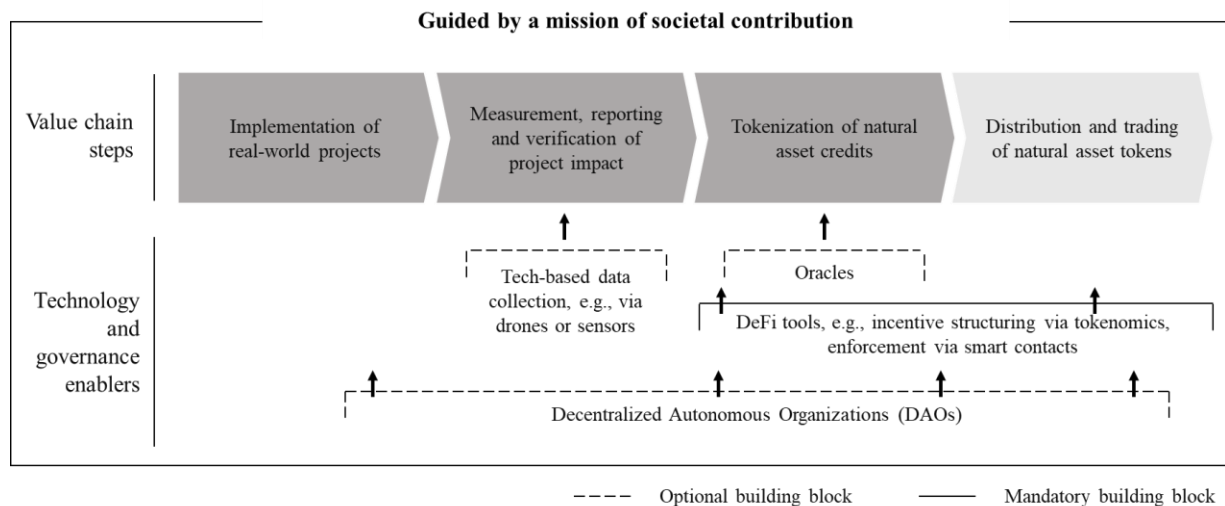 Guided by a mission of societal contribution
Value chain
steps
Implementation of
real-world projects
Measurement, reporting
and verification of
project impact
Tokenization of natural
asset credits
Distribution and trading
of natural asset tokens
Technology
and
governance
enablers
Tech-based data
collection, e.g., via
drones or sensors
Oracles
DeFi tools, e.g., incentive structuring via tokenomics,
enforcement via smart contacts
Decentralized Autonomous Organizations (DAOs)
Optional building block
Mandatory building block